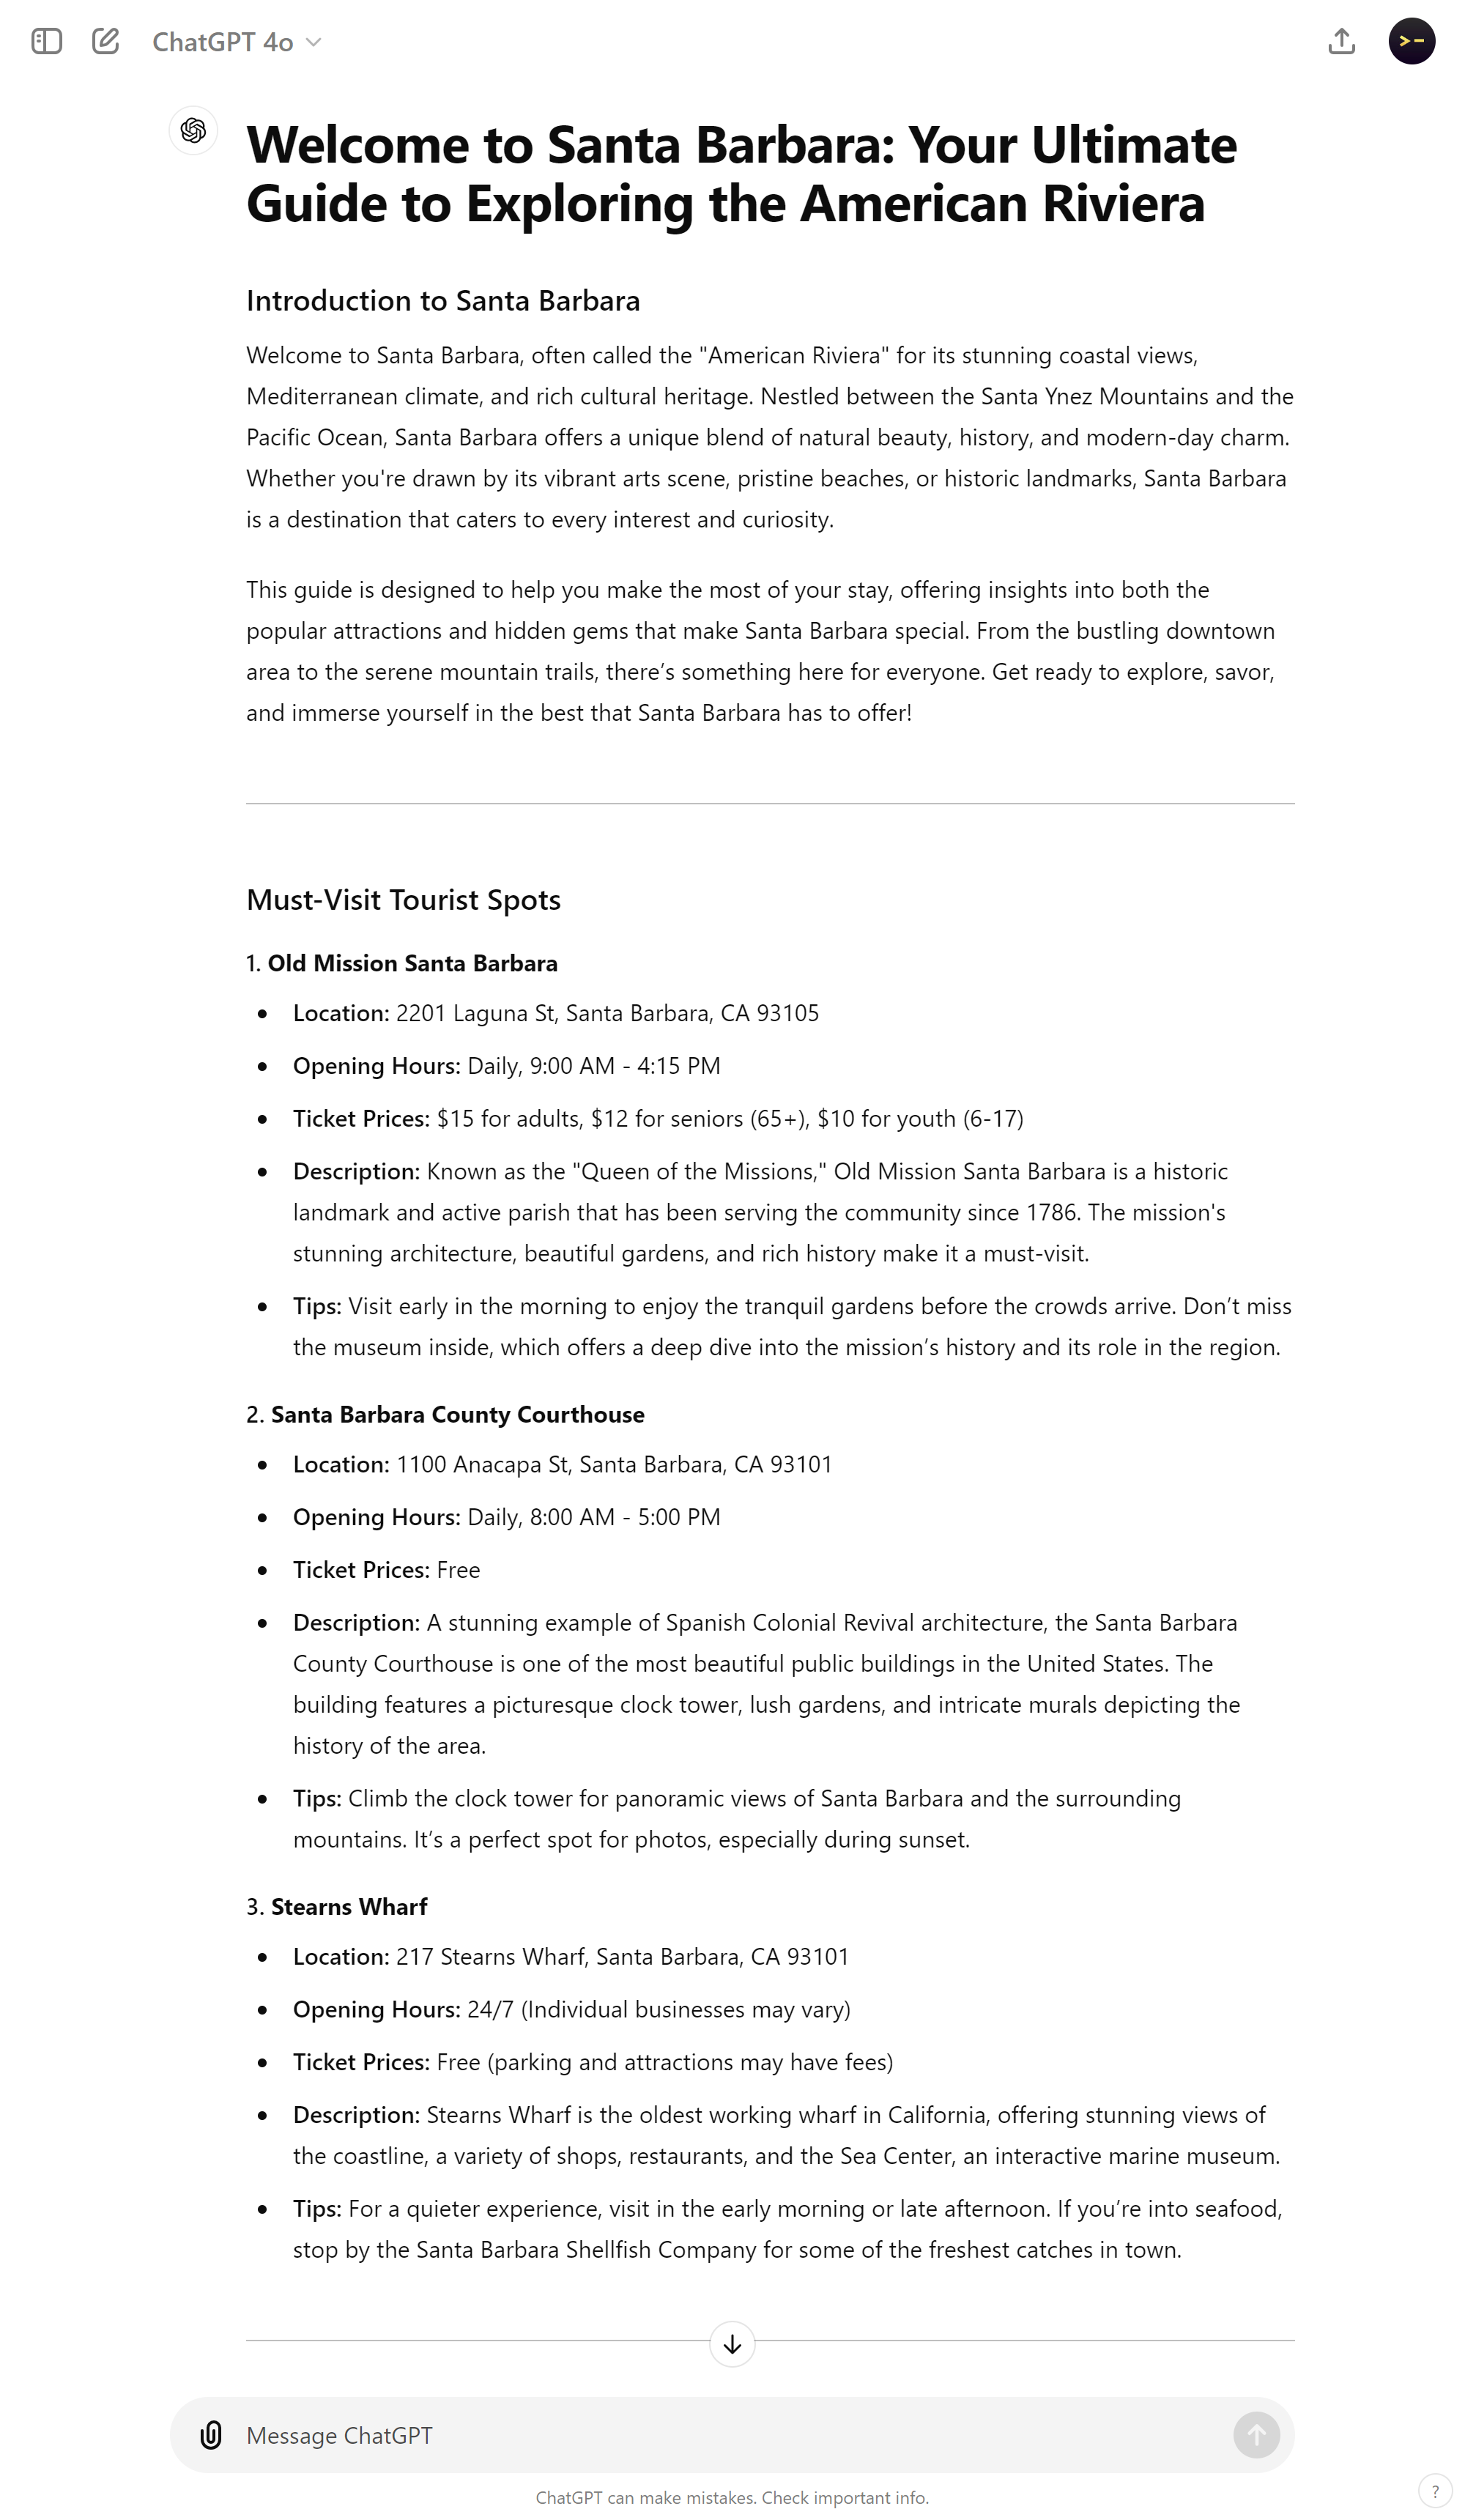 ChatGPT 4o
Welcome to Santa Barbara: Your Ultimate
Guide to Exploring the American Riviera
Introduction to Santa Barbara
Welcome to Santa Barbara, often called the "American Riviera" for its stunning coastal views,
Mediterranean climate, and rich cultural heritage. Nestled between the Santa Ynez Mountains and the
Pacific Ocean, Santa Barbara offers a unique blend of natural beauty, history, and modern-day charm.
Whether you're drawn by its vibrant arts scene, pristine beaches, or historic landmarks, Santa Barbara
is a destination that caters to every interest and curiosity.
This guide is designed to help you make the most of your stay, offering insights into both the
popular attractions and hidden gems that make Santa Barbara special. From the bustling downtown
area to the serene mountain trails, there’s something here for everyone. Get ready to explore, savor,
and immerse yourself in the best that Santa Barbara has to offer!
Must-Visit Tourist Spots
1. Old Mission Santa Barbara
• Location: 2201 Laguna St, Santa Barbara, CA 93105
• Opening Hours: Daily, 9:00 AM - 4:15 PM
• Ticket Prices: $15 for adults, $12 for seniors (65+), $10 for youth (6-17)
• Description: Known as the "Queen of the Missions," Old Mission Santa Barbara is a historic
landmark and active parish that has been serving the community since 1786. The mission's
stunning architecture, beautiful gardens, and rich history make it a must-visit.
• Tips: Visit early in the morning to enjoy the tranquil gardens before the crowds arrive. Don’t miss
the museum inside, which offers a deep dive into the mission’s history and its role in the region.
2. Santa Barbara County Courthouse
• Location: 1100 Anacapa St, Santa Barbara, CA 93101
• Opening Hours: Daily, 8:00 AM - 5:00 PM
• Ticket Prices: Free
• Description: A stunning example of Spanish Colonial Revival architecture, the Santa Barbara
County Courthouse is one of the most beautiful public buildings in the United States. The
building features a picturesque clock tower, lush gardens, and intricate murals depicting the
history of the area.
• Tips: Climb the clock tower for panoramic views of Santa Barbara and the surrounding
mountains. It’s a perfect spot for photos, especially during sunset.
3. Stearns Wharf
• Location: 217 Stearns Wharf, Santa Barbara, CA 93101
• Opening Hours: 24/7 (Individual businesses may vary)
• Ticket Prices: Free (parking and attractions may have fees)
• Description: Stearns Wharf is the oldest working wharf in California, offering stunning views of
the coastline, a variety of shops, restaurants, and the Sea Center, an interactive marine museum.
• Tips: For a quieter experience, visit in the early morning or late afternoon. If you’re into seafood,
stop by the Santa Barbara Shellfish Company for some of the freshest catches in town.
Message ChatGPT
ChatGPT can make mistakes. Check important info.
?